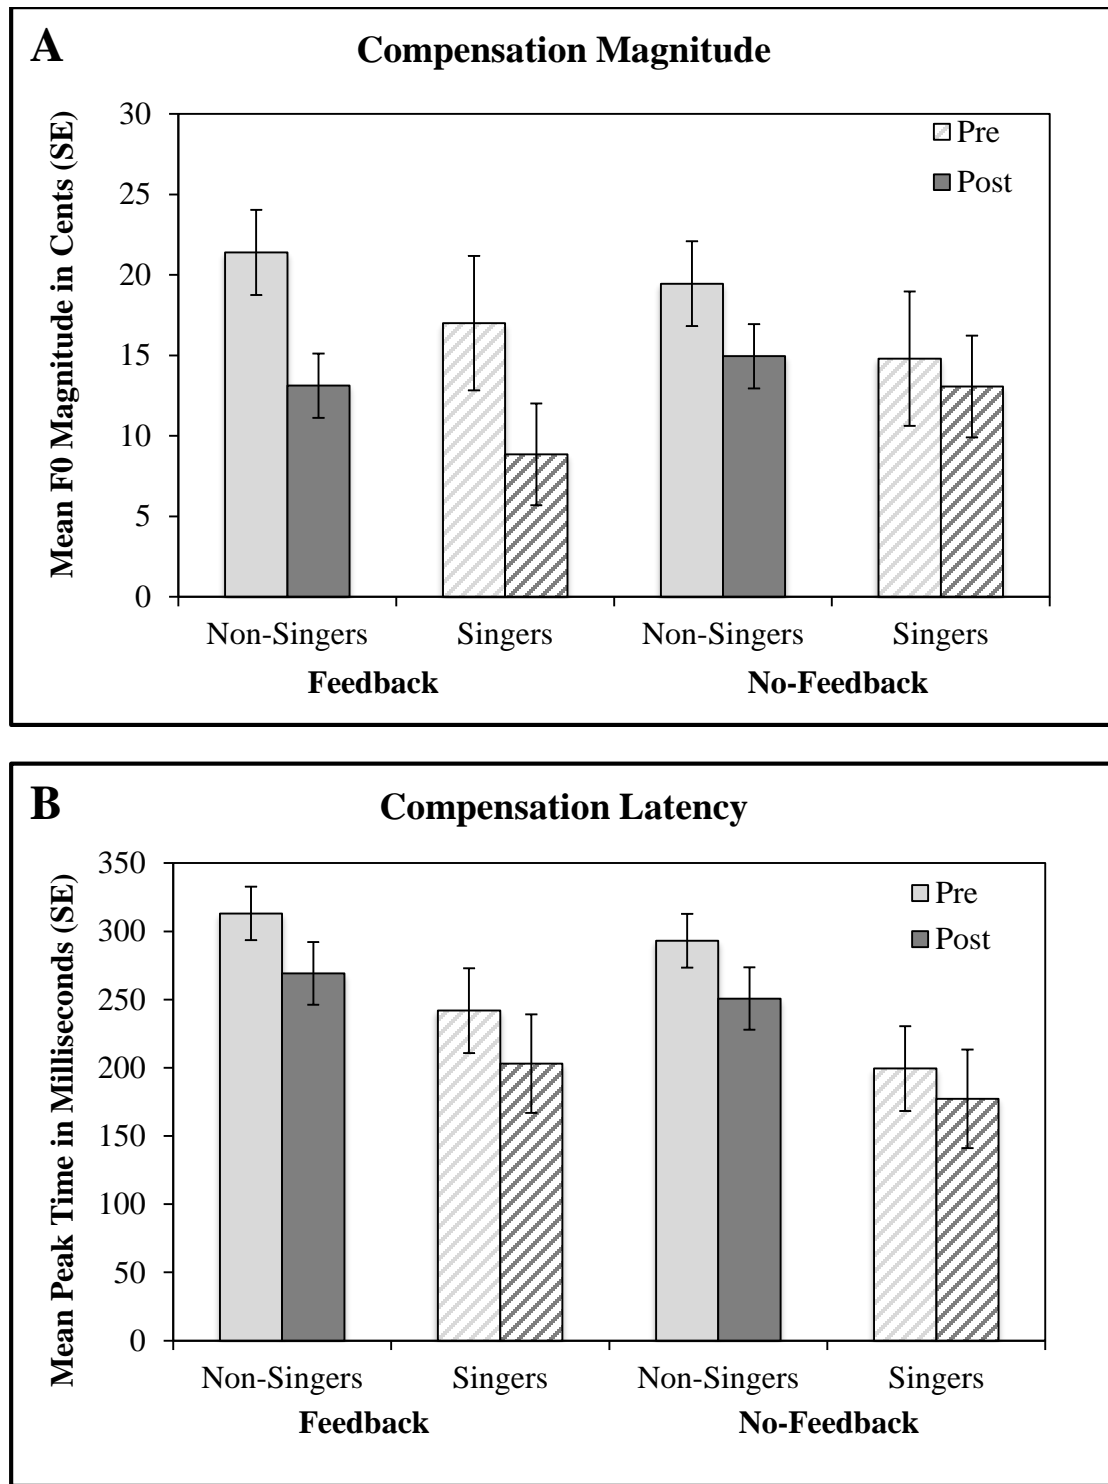 A
Compensation Magnitude
Mean F0 Magnitude in Cents (SE)
30
25
20
15
10
5
0
Pre
Post
Non-Singers Singers Non-Singers Singers
Feedback No-Feedback
B
Compensation Latency
Mean Peak Time in Milliseconds (SE)
350
300
250
200
150
100
50
0
Pre
Post
Non-Singers Singers Non-Singers Singers
Feedback No-Feedback